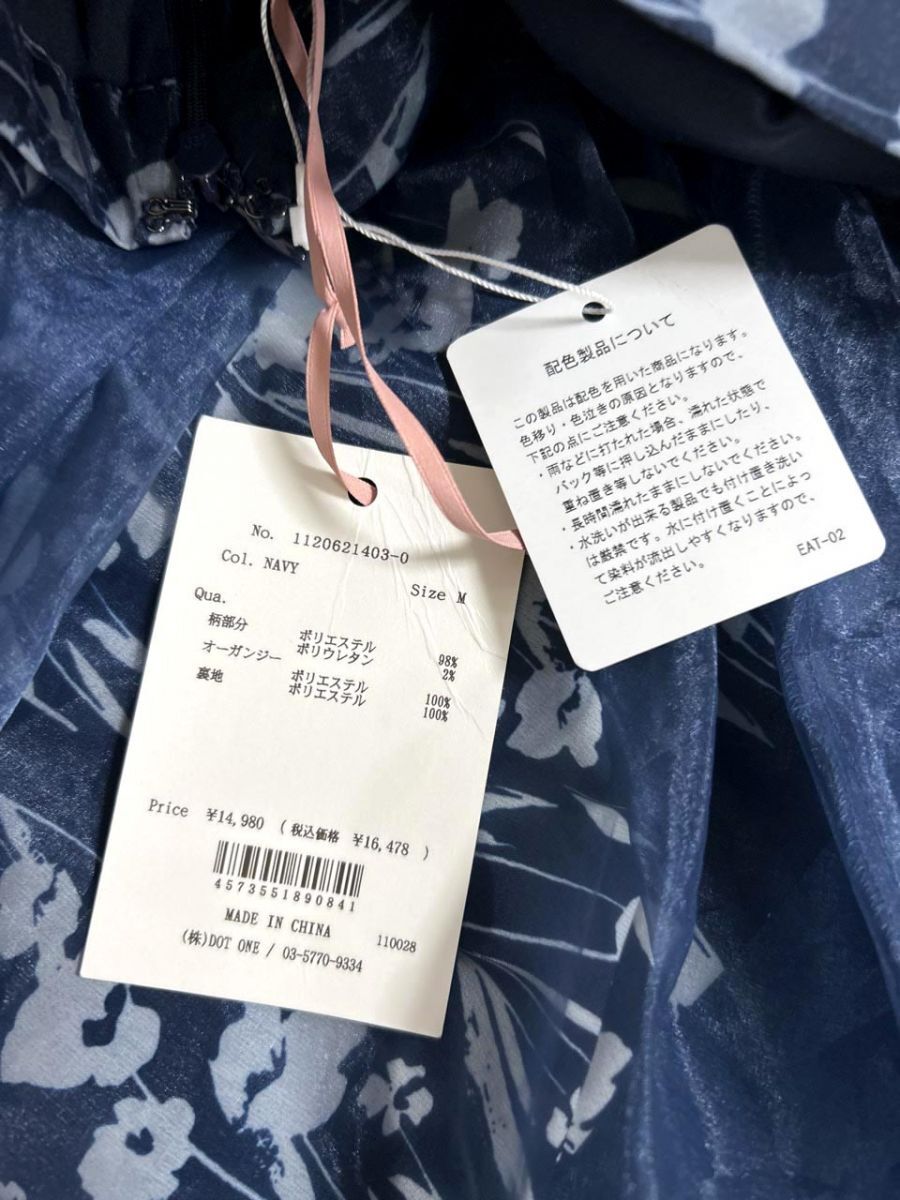 配色製品について
この製品は配色を用いた商品になります。
色移り・色泣きの原因となりますので、
下記の点にご注意ください。
・雨などに打たれた場合、濡れた状態で
バック等に押し込んだままにしたり、
重ね置き等しないでください。
・長時間濡れたままにしないでください。
・水洗いが出来る製品でも付け置き洗い
は厳禁です。水に付け置くことによっ
て染料が流出しやすくなりますので、
ご注意ください。
EAT-02
No. 1120621403-0
Col. NAVY Size M
Qua.
柄部分 ポリエステル 98%
ポリウレタン 2%
オーガンジー ポリエステル 100%
裏地 ポリエステル 100%
Price ¥14,980 ( 税込価格 ¥16,478 )
4573551890841
MADE IN CHINA
110028
(株)DOT ONE / 03-5770-9334